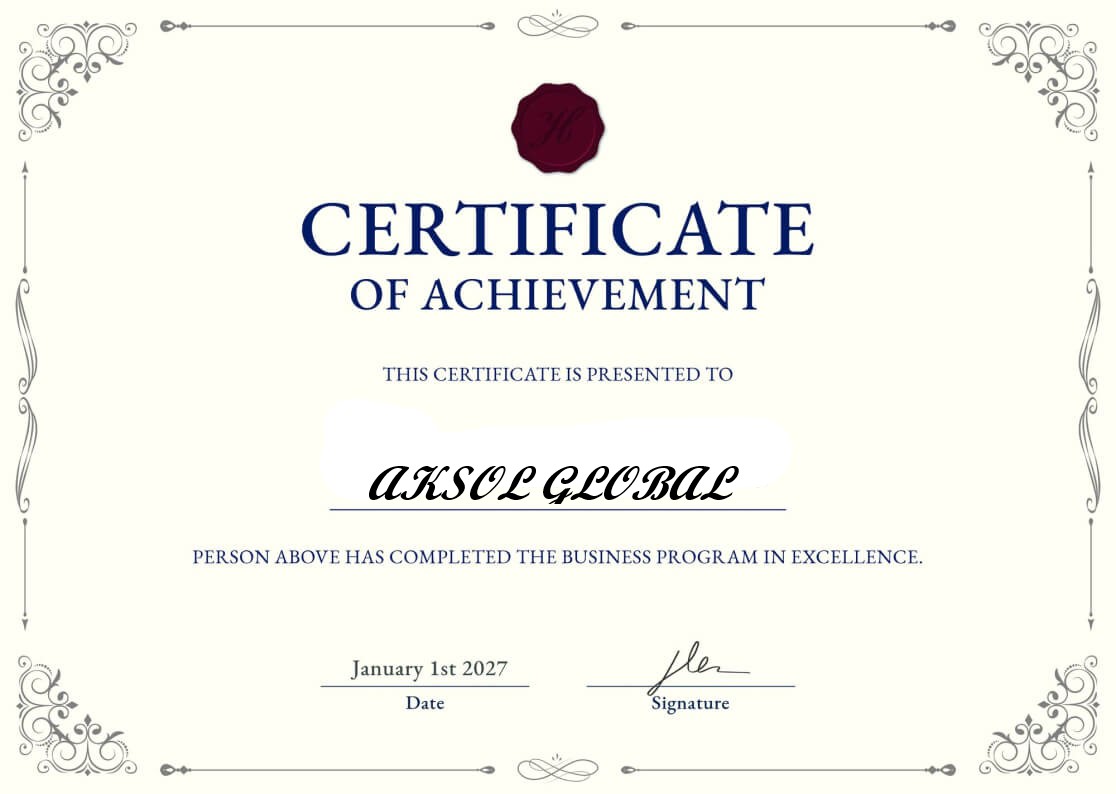 H
CERTIFICATE
OF ACHIEVEMENT
THIS CERTIFICATE IS PRESENTED TO
AKSOL GLOBAL
PERSON ABOVE HAS COMPLETED THE BUSINESS PROGRAM IN EXCELLENCE.
January 1st 2027
Date
Signature